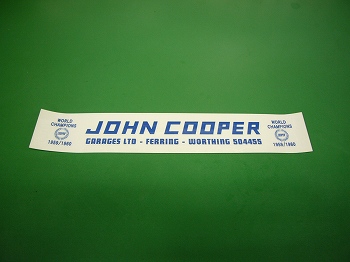 WORLD
CHAMPIONS
1959/1960
JOHN COOPER
GARAGES LTD - FERRING - WORTHING 504455
WORLD
CHAMPIONS
1959/1960